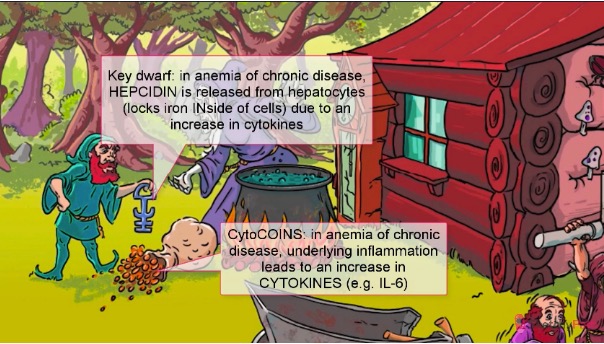 Key dwarf: in anemia of chronic disease,
HEPCIDIN is released from hepatocytes
(locks iron INside of cells) due to an
increase in cytokines
CytoCOINS: in anemia of chronic
disease, underlying inflammation
leads to an increase in
CYTOKINES (e.g. IL-6)